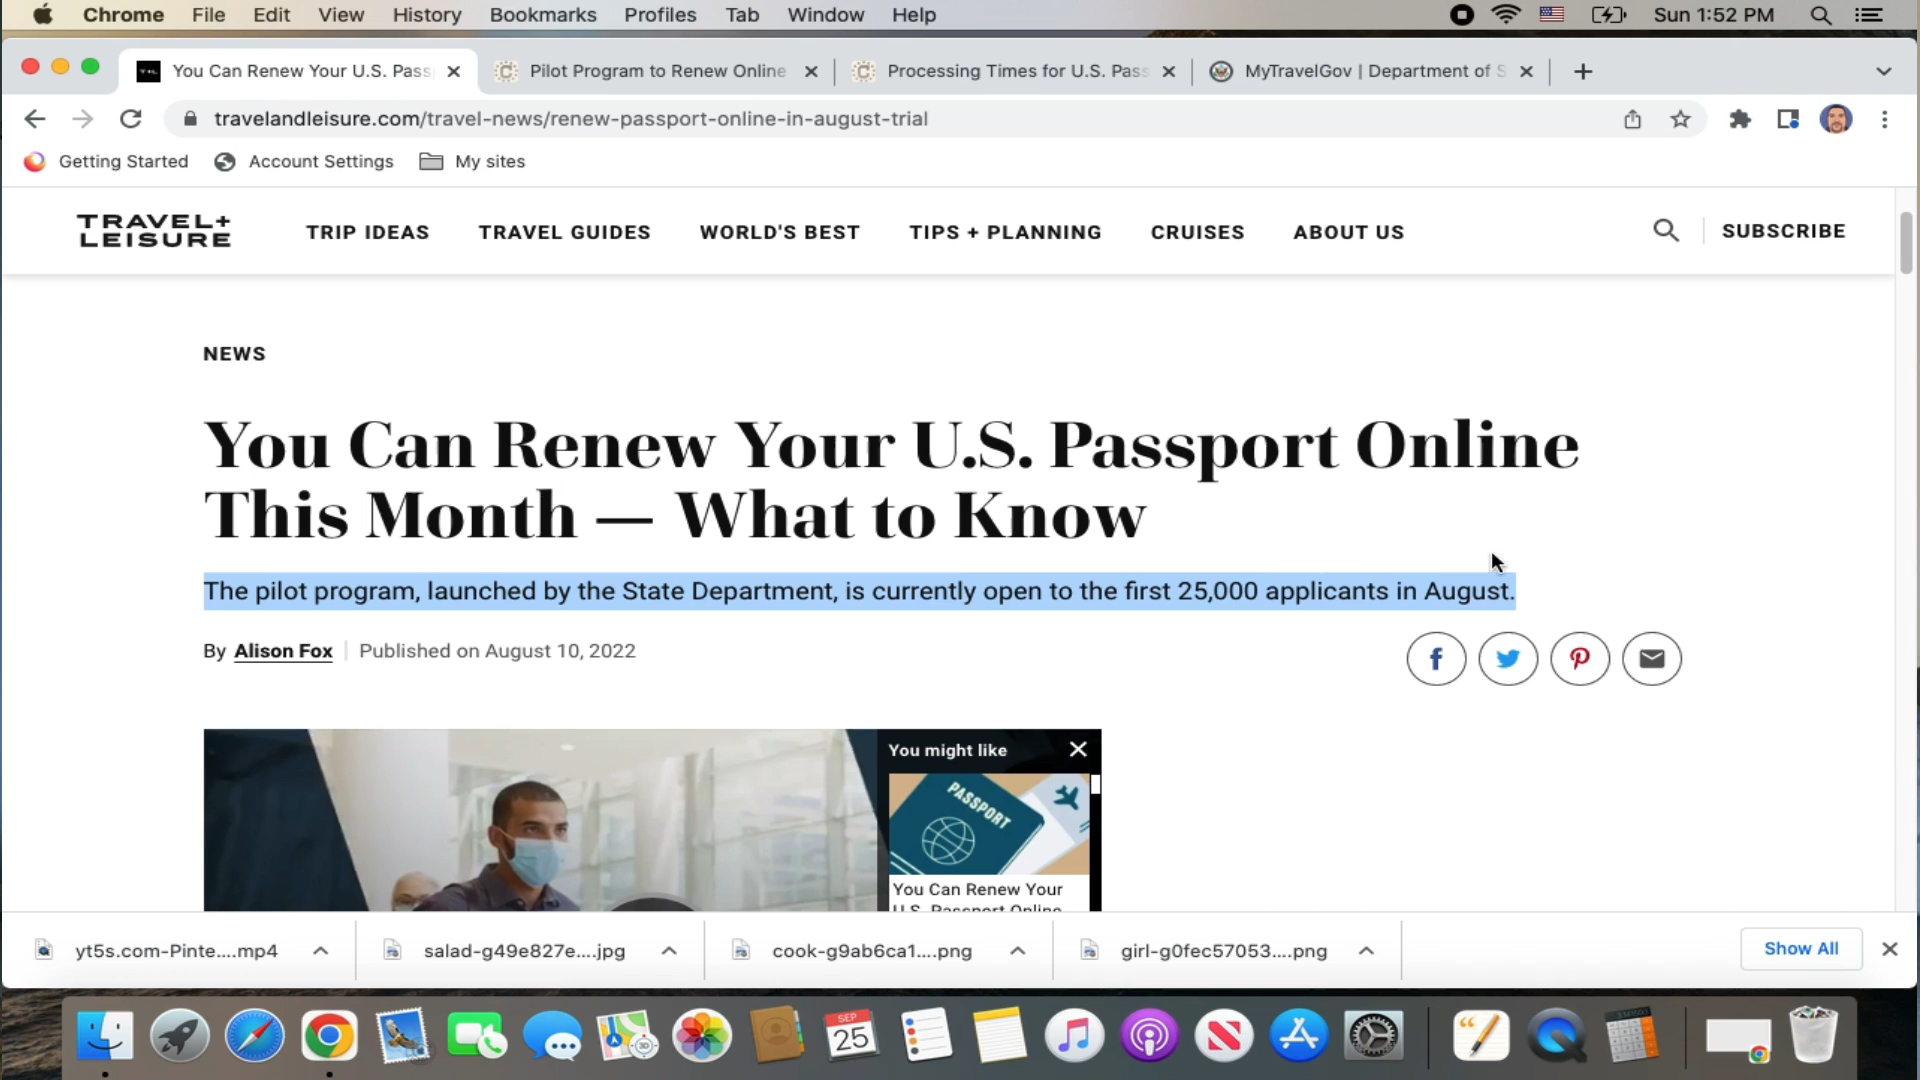 Chrome File Edit View History Bookmarks Profiles Tab Window Help Sun 1:52 PM
You Can Renew Your U.S. Pass Pilot Program to Renew Online Processing Times for U.S. Pass MyTravelGov | Department of S
travelandleisure.com/travel-news/renew-passport-online-in-august-trial
Getting Started Account Settings My sites
TRAVEL+
LEISURE
TRIP IDEAS TRAVEL GUIDES WORLD'S BEST TIPS + PLANNING CRUISES ABOUT US SUBSCRIBE
NEWS
You Can Renew Your U.S. Passport Online
This Month — What to Know
The pilot program, launched by the State Department, is currently open to the first 25,000 applicants in August.
By Alison Fox Published on August 10, 2022
You might like
PASSPORT
You Can Renew Your
U.S. Passport Online
yt5s.com-Pinte....mp4 salad-g49e827e....jpg cook-g9ab6ca1....png girl-g0fec57053....png Show All
SEP
25
3D